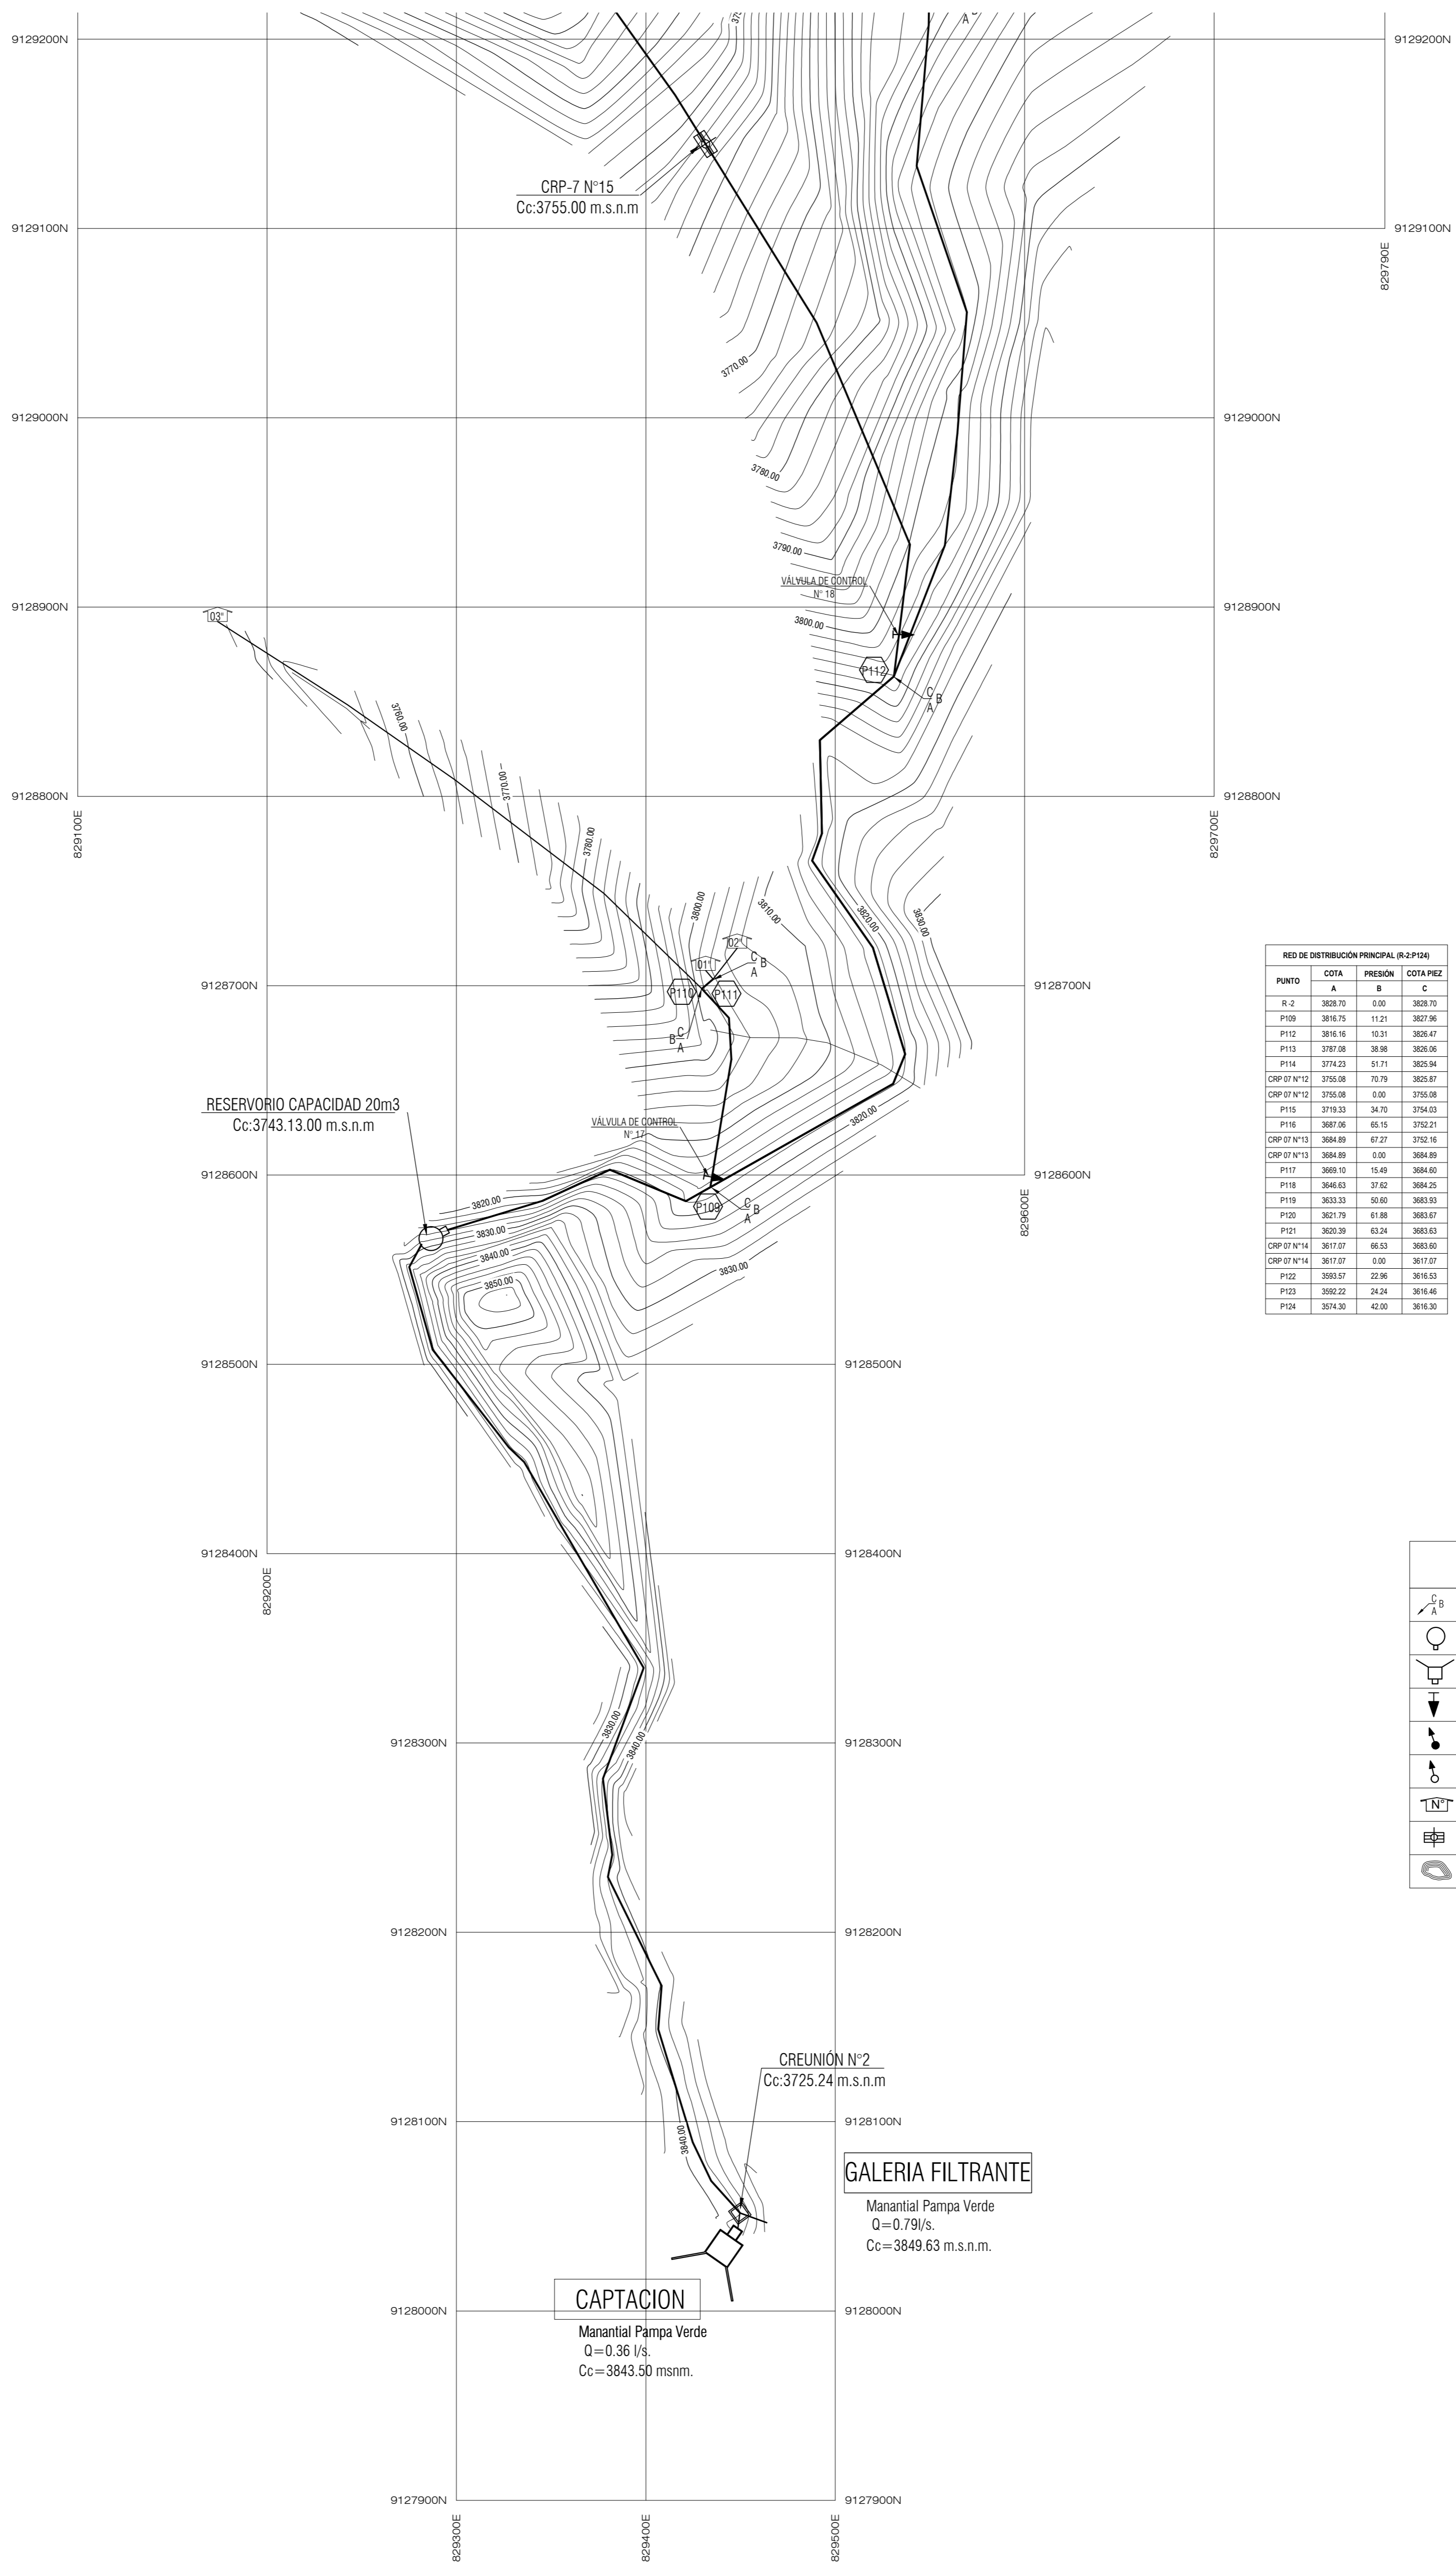 9129200N
9129200N
CRP-7 N°15
Cc:3755.00 m.s.n.m
9129100N
9129100N
829790E
3770.00
9129000N
9129000N
3780.00
3790.00
VÁLVULA DE CONTROL
N° 18
9128900N
9128900N
3800.00
03"
P112
C
B
A
3760.00
3770.00
9128800N
9128800N
829100E
829700E
3780.00
3800.00
3810.00
3820.00
3830.00
02"
01"
C
B
A
9128700N
P110
P111
9128700N
B
C
A
RED DE DISTRIBUCIÓN PRINCIPAL (R-2:P124)
PUNTO COTA PRESIÓN COTA PIEZ
A B C
R -2 3828.70 0.00 3828.70
P109 3816.75 11.21 3827.96
P112 3816.16 10.31 3826.47
P113 3787.08 38.98 3826.06
P114 3774.23 51.71 3825.94
CRP 07 N°12 3755.08 70.79 3825.87
CRP 07 N°12 3755.08 0.00 3755.08
P115 3719.33 34.70 3754.03
P116 3687.06 65.15 3752.21
CRP 07 N°13 3684.89 67.27 3752.16
CRP 07 N°13 3684.89 0.00 3684.89
P117 3669.10 15.49 3684.60
P118 3646.63 37.62 3684.25
P119 3633.33 50.60 3683.93
P120 3621.79 61.88 3683.67
P121 3620.39 63.24 3683.63
CRP 07 N°14 3617.07 66.53 3683.60
CRP 07 N°14 3617.07 0.00 3617.07
P122 3593.57 22.96 3616.53
P123 3592.22 24.24 3616.46
P124 3574.30 42.00 3616.30
RESERVORIO CAPACIDAD 20m3
Cc:3743.13.00 m.s.n.m
VÁLVULA DE CONTROL
N° 17
3820.00
9128600N
9128600N
829600E
P109
C
B
A
3820.00
3830.00
3840.00
3850.00
3830.00
9128500N
9128500N
9128400N
9128400N
829200E
C
B
A
N°
3830.00
3840.00
9128300N
9128300N
9128200N
9128200N
CREUNIÓN N°2
Cc:3725.24 m.s.n.m
9128100N
9128100N
3840.00
GALERIA FILTRANTE
Manantial Pampa Verde
Q=0.79l/s.
Cc=3849.63 m.s.n.m.
CAPTACION
9128000N
9128000N
Manantial Pampa Verde
Q=0.36 l/s.
Cc=3843.50 msnm.
9127900N
9127900N
829300E
829400E
829500E